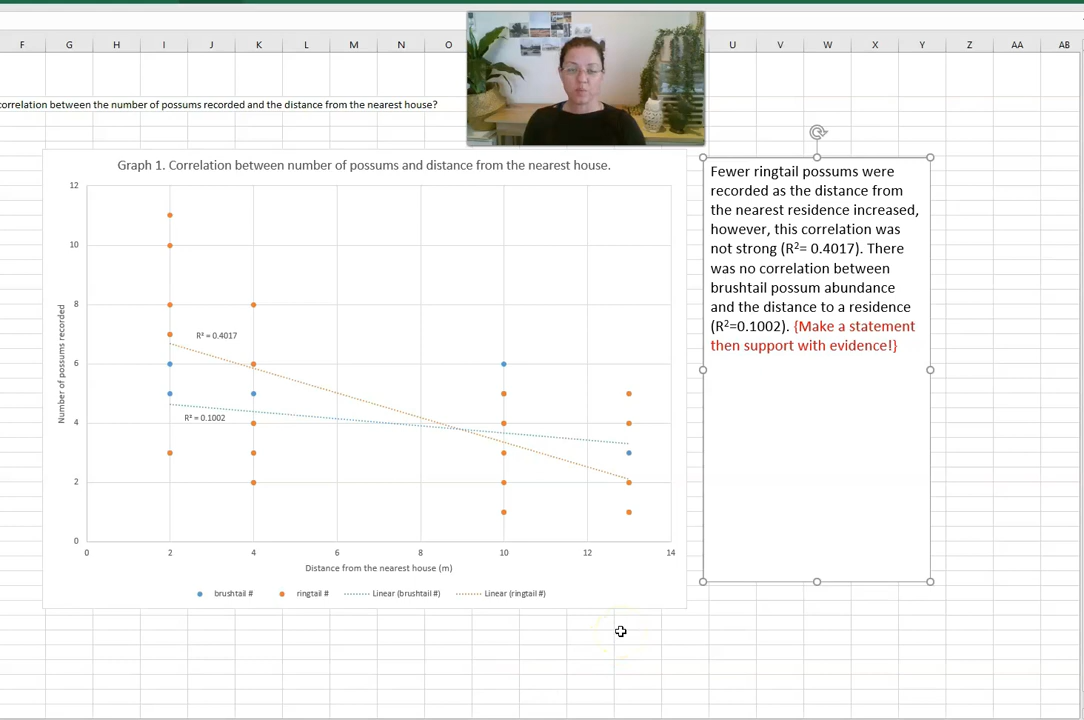 F G H I J K L M N O U V W X Y Z AA AB
correlation between the number of possums recorded and the distance from the nearest house?
Graph 1. Correlation between number of possums and distance from the nearest house.
12
10
8
6
4
2
0
Number of possums recorded
R² = 0.4017
R² = 0.1002
0 2 4 6 8 10 12 14
Distance from the nearest house (m)
brushtail # ringtail # Linear (brushtail #) Linear (ringtail #)
Fewer ringtail possums were
recorded as the distance from
the nearest residence increased,
however, this correlation was
not strong (R²= 0.4017). There
was no correlation between
brushtail possum abundance
and the distance to a residence
(R²=0.1002). {Make a statement
then support with evidence!}